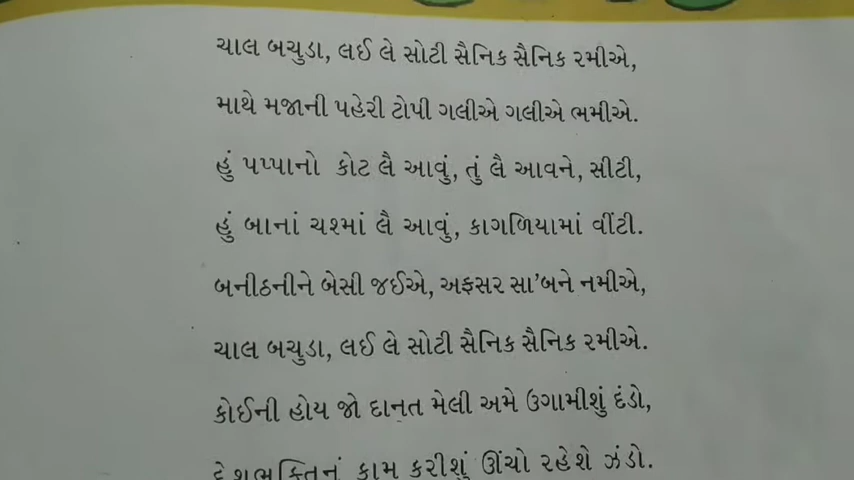 ચાલ બચુડા, લઈ લે સોટી સૈનિક સૈનિક રમીએ,
માથે મજાની પહેરી ટોપી ગલીએ ગલીએ ભમીએ.
હું પપ્પાનો કોટ લૈ આવું, તું લૈ આવને, સીટી,
હું બાનાં ચશ્માં લૈ આવું, કાગળિયામાં વીંટી.
બનીઠનીને બેસી જઈએ, અફસર સા'બને નમીએ,
ચાલ બચુડા, લઈ લે સોટી સૈનિક સૈનિક રમીએ.
કોઈની હોય જો દાનત મેલી અમે ઉગામીશું દંડો,
દેશભક્તિનું કામ કરીશું ઊંચો રહેશે ઝંડો.